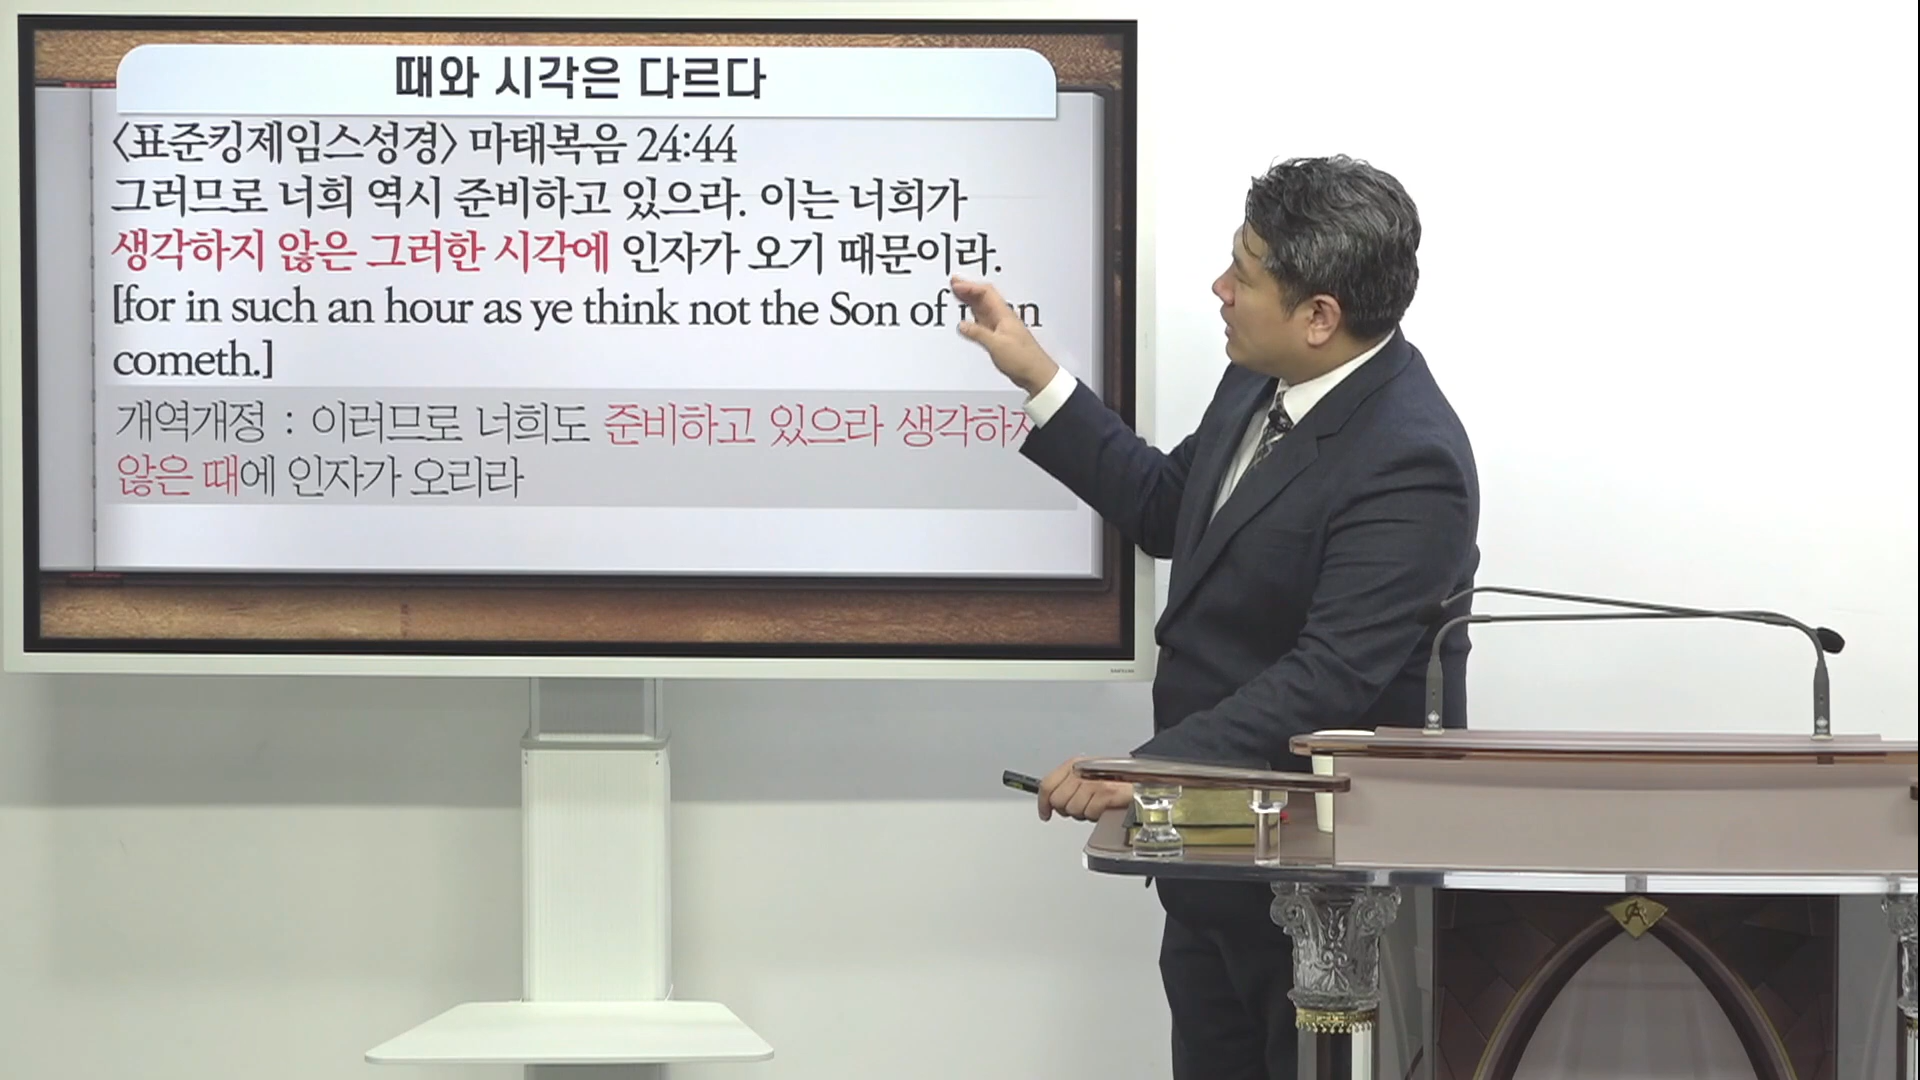 때와 시각은 다르다
<표준킹제임스성경> 마태복음 24:44
그러므로 너희 역시 준비하고 있으라. 이는 너희가
생각하지 않은 그러한 시각에 인자가 오기 때문이라.
[for in such an hour as ye think not the Son of
cometh.]
개역개정 : 이러므로 너희도 준비하고 있으라 생각하지
않은 때에 인자가 오리라